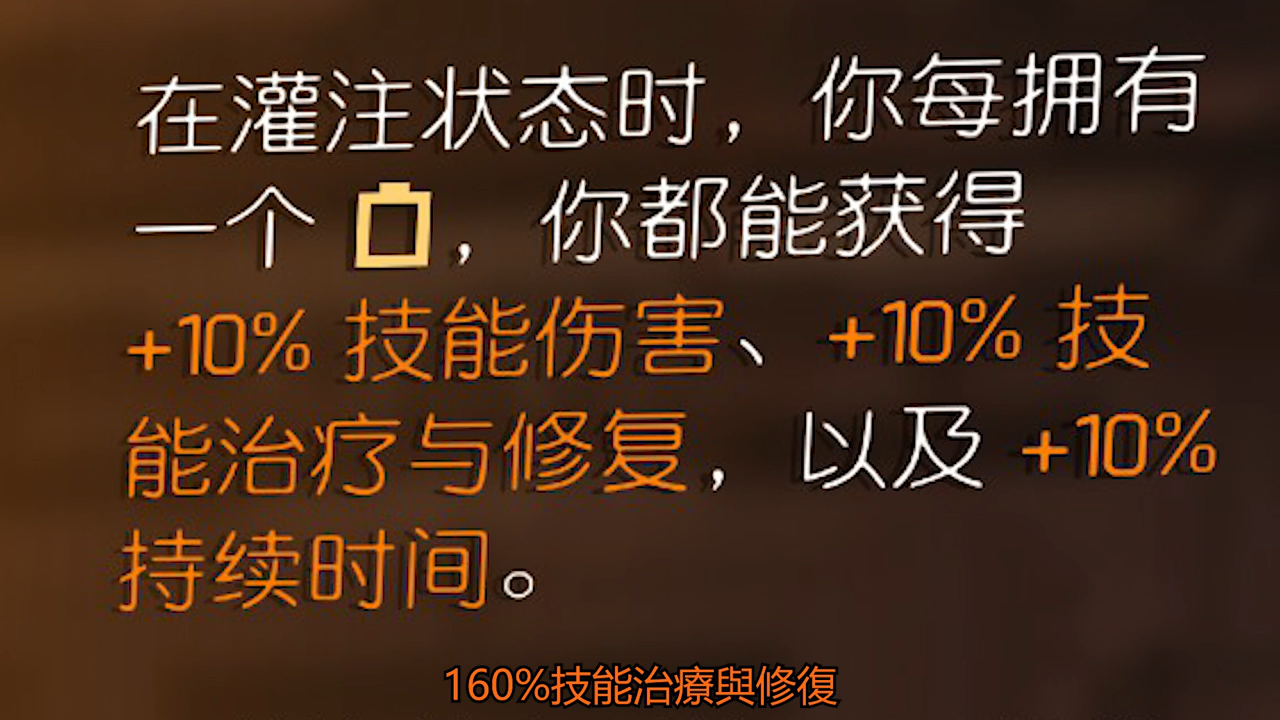 在灌注状态时，你每拥有
一个 ，你都能获得
+10% 技能伤害、+10% 技
能治疗与修复，以及 +10%
持续时间。
160%技能治療與修復